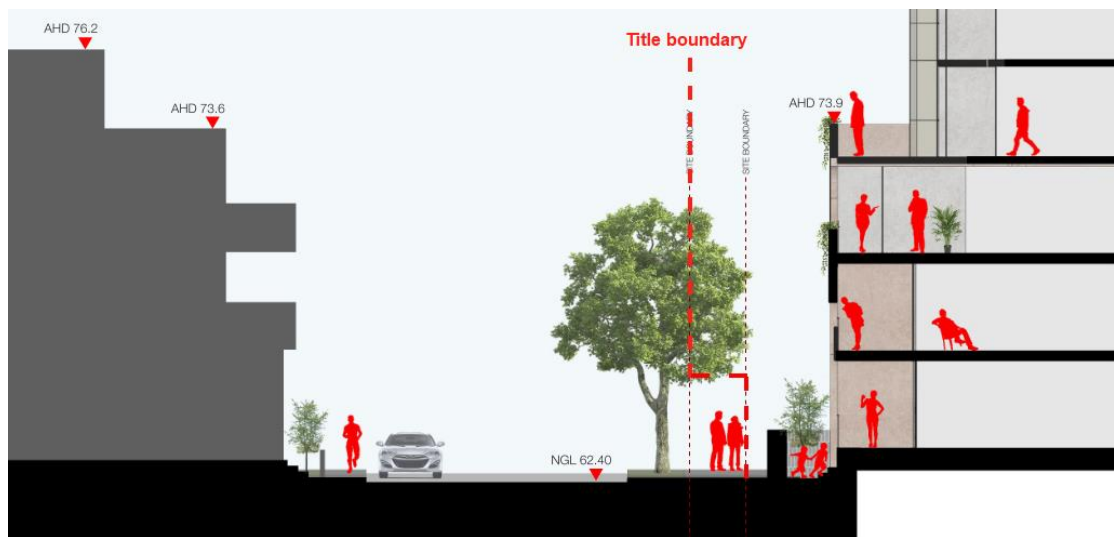 AHD 76.2
Title boundary
AHD 73.6
AHD 73.9
SITE BOUNDARY
SITE BOUNDARY
NGL 62.40